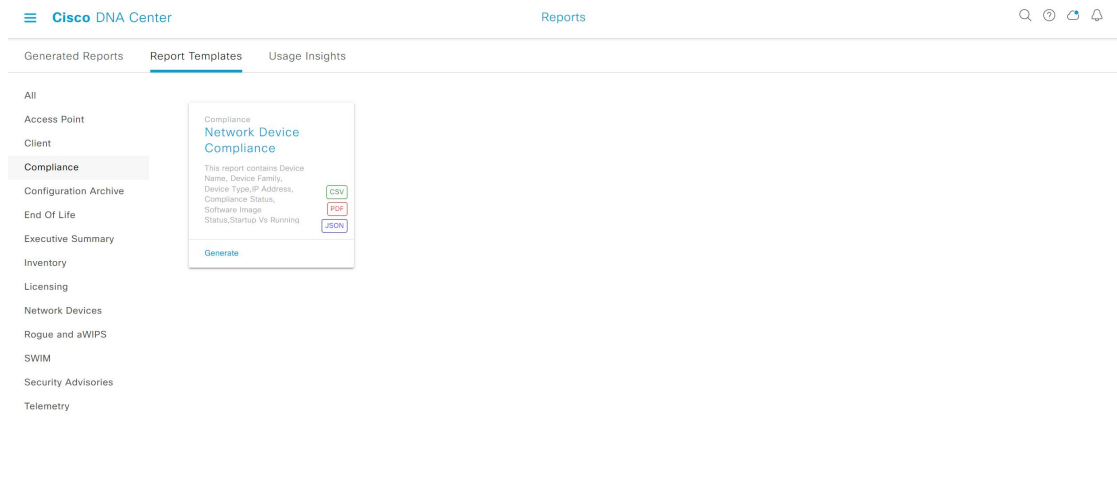 Cisco DNA Center
Reports
Generated Reports
Report Templates
Usage Insights
All
Access Point
Client
Compliance
Configuration Archive
End Of Life
Executive Summary
Inventory
Licensing
Network Devices
Rogue and aWIPS
SWIM
Security Advisories
Telemetry
Compliance
Network Device
Compliance
This report contains Device
Name, Device Family,
Device Type,IP Address,
Compliance Status,
Software Image
Status,Startup Vs Running
CSV
PDF
JSON
Generate